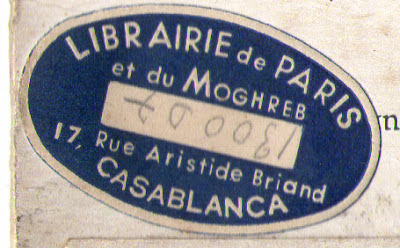 LIBRAIRIE de PARIS
et du MOGHREB
17, Rue Aristide Briand
CASABLANCA